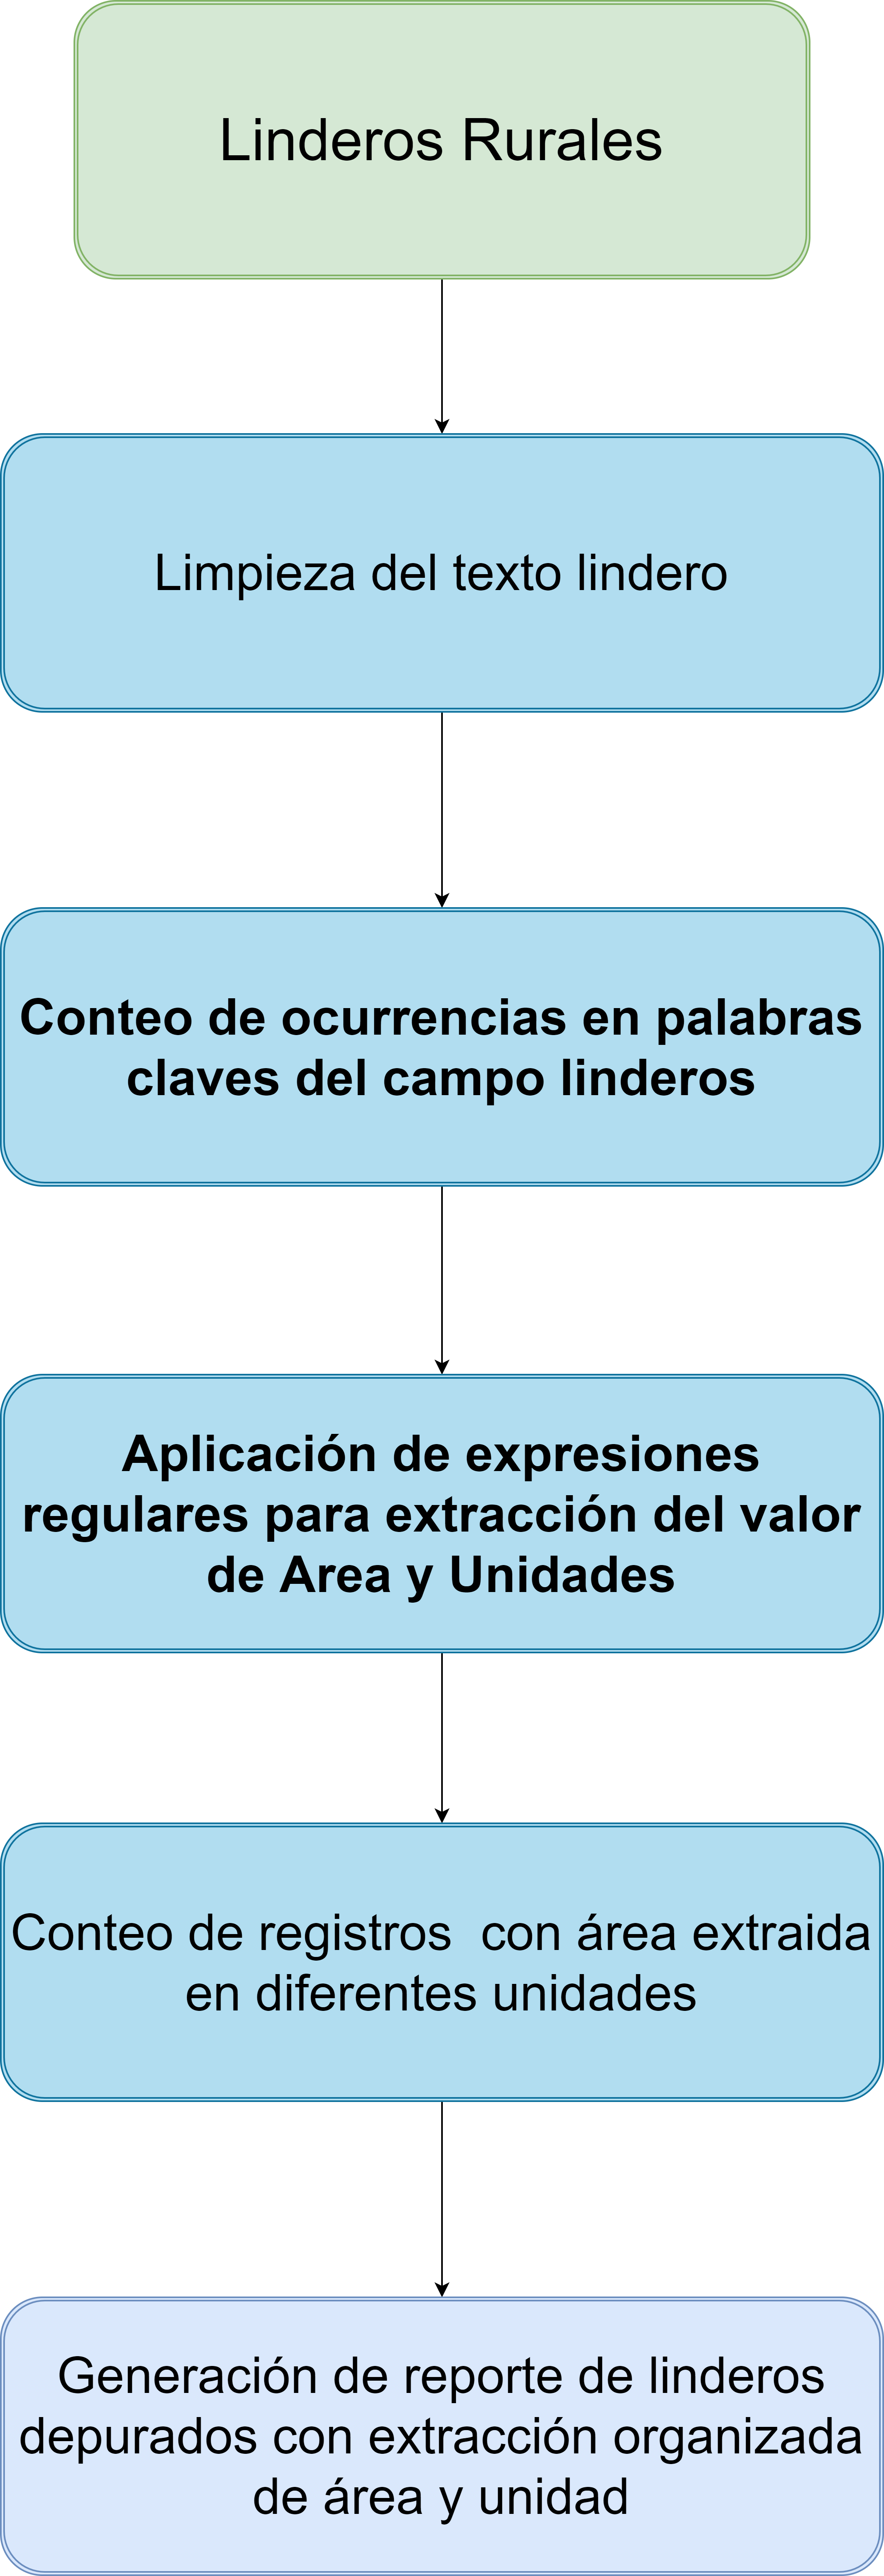 Linderos Rurales
Limpieza del texto lindero
Conteo de ocurrencias en palabras
claves del campo linderos
Aplicación de expresiones
regulares para extracción del valor
de Area y Unidades
Conteo de registros  con área extraida
en diferentes unidades
Generación de reporte de linderos
depurados con extracción organizada
de área y unidad